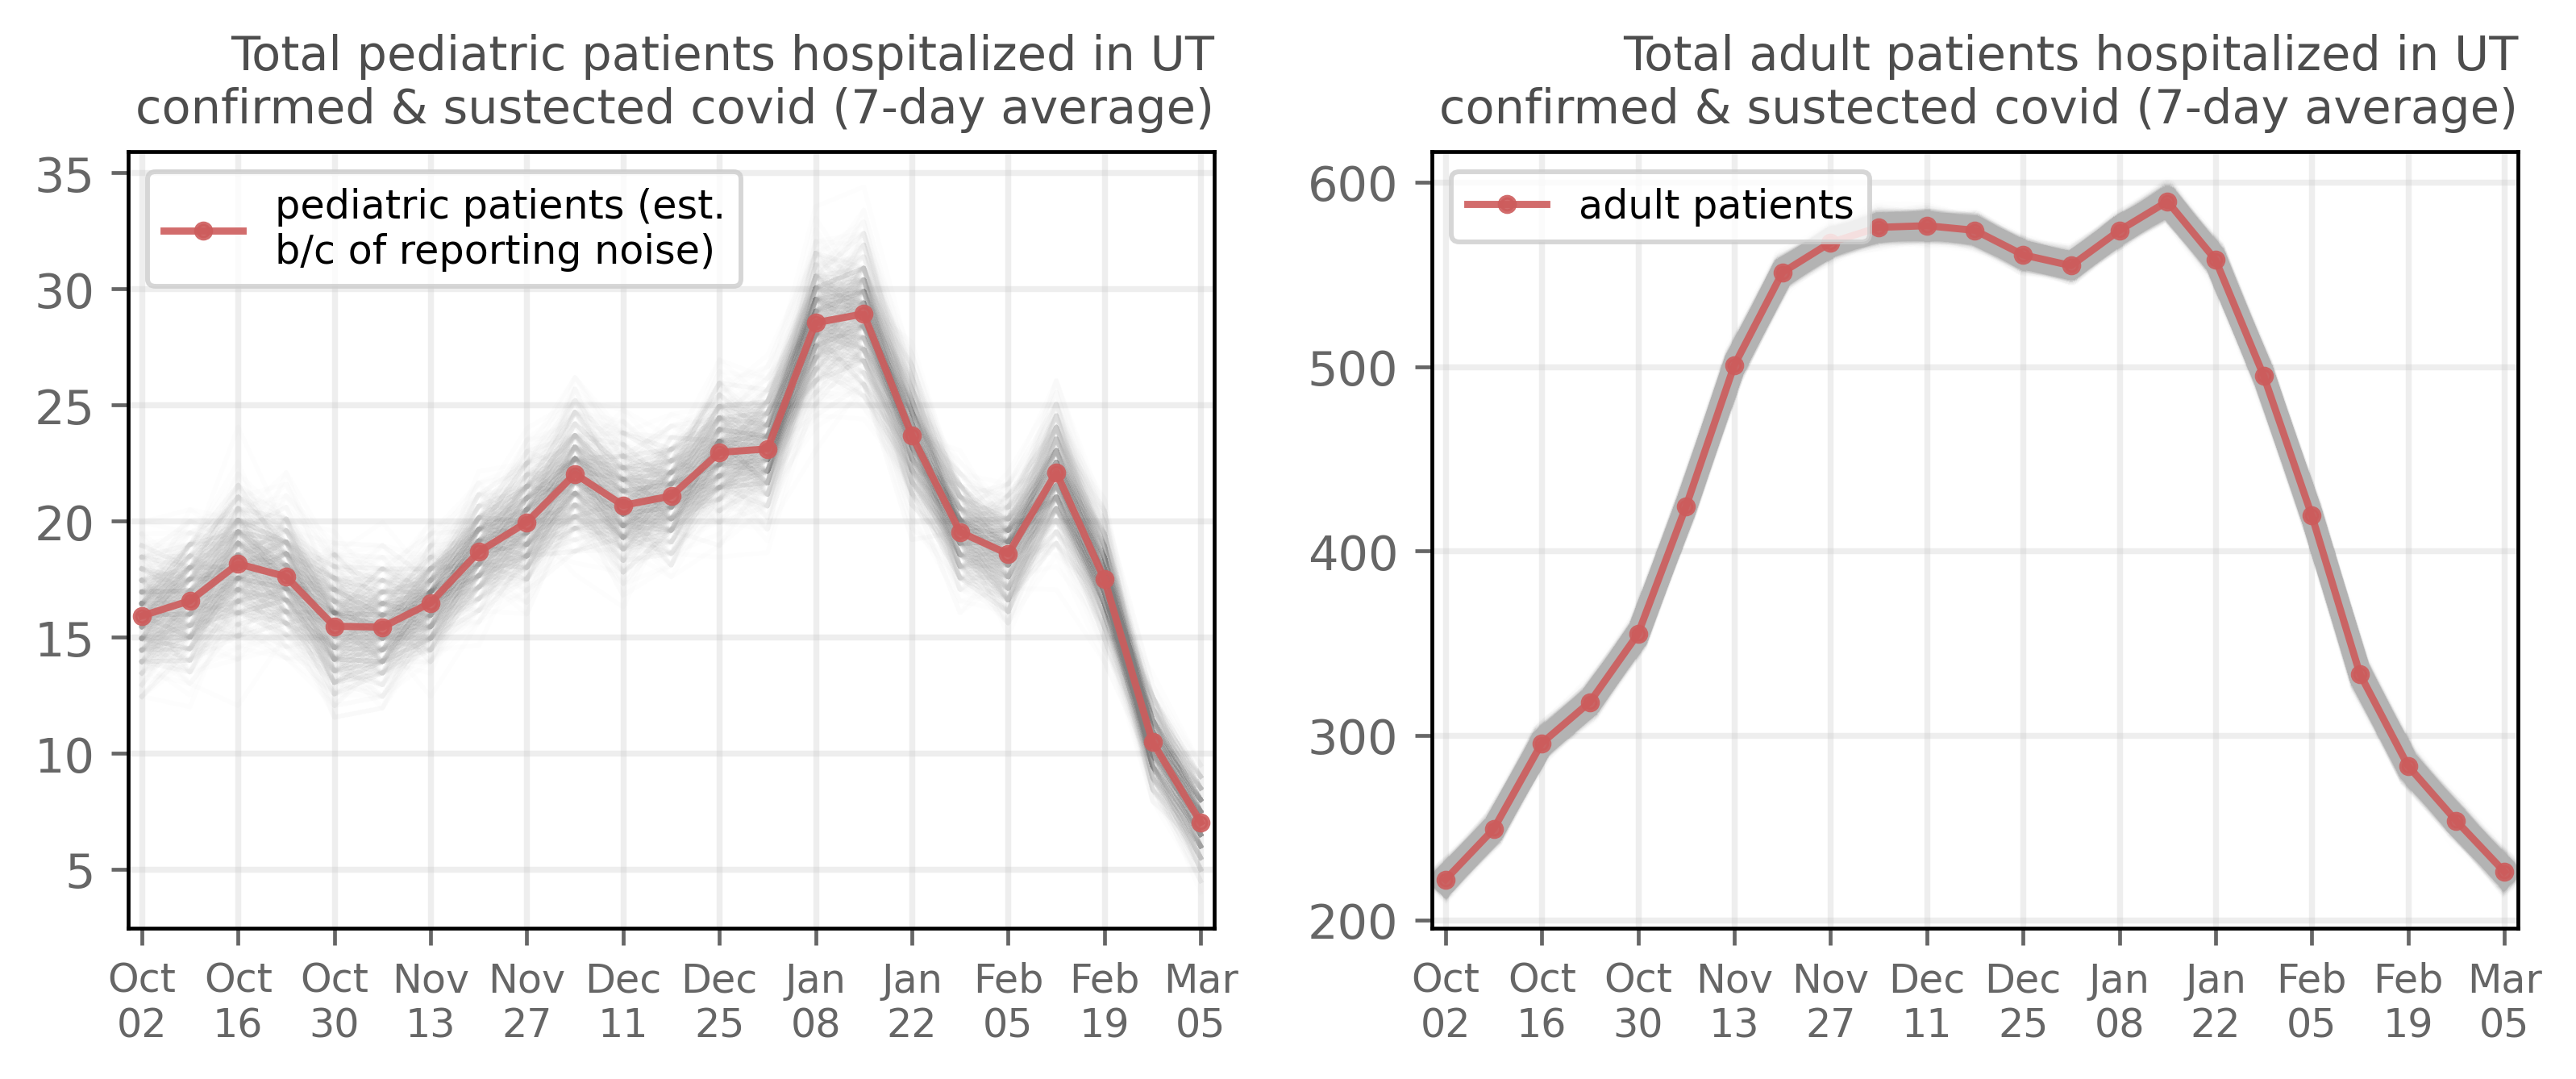 Total pediatric patients hospitalized in UT
confirmed & sustected covid (7-day average)
35
30
25
20
15
10
5
pediatric patients (est.
b/c of reporting noise)
Oct Oct Oct Nov Nov Dec Dec Jan Jan Feb Feb Mar
02 16 30 13 27 11 25 08 22 05 19 05
Total adult patients hospitalized in UT
confirmed & sustected covid (7-day average)
600
500
400
300
200
adult patients
Oct Oct Oct Nov Nov Dec Dec Jan Jan Feb Feb Mar
02 16 30 13 27 11 25 08 22 05 19 05